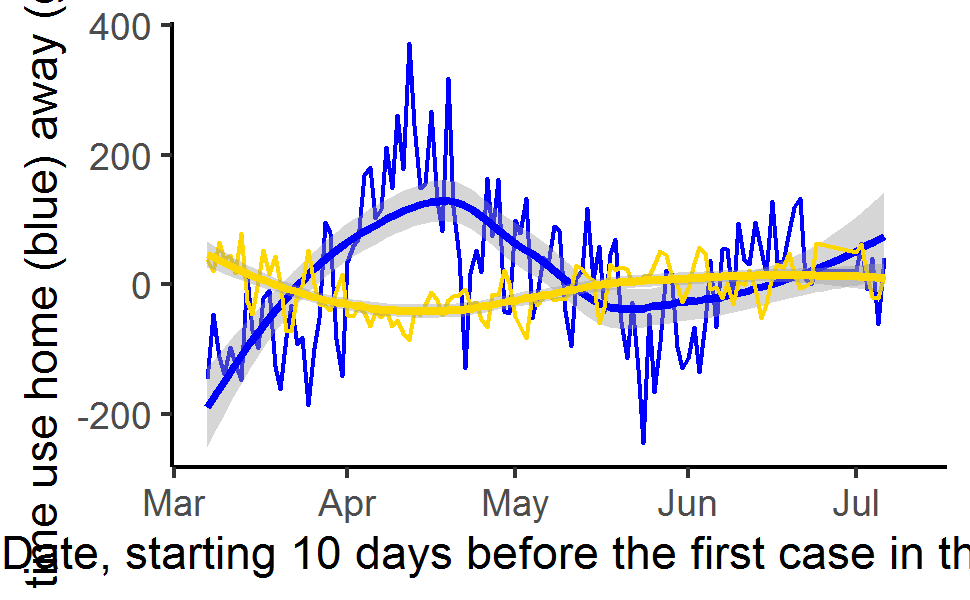 400
200
0
-200
Mar Apr May Jun Jul
Date, starting 10 days before the first case in th
time use home (blue) away (